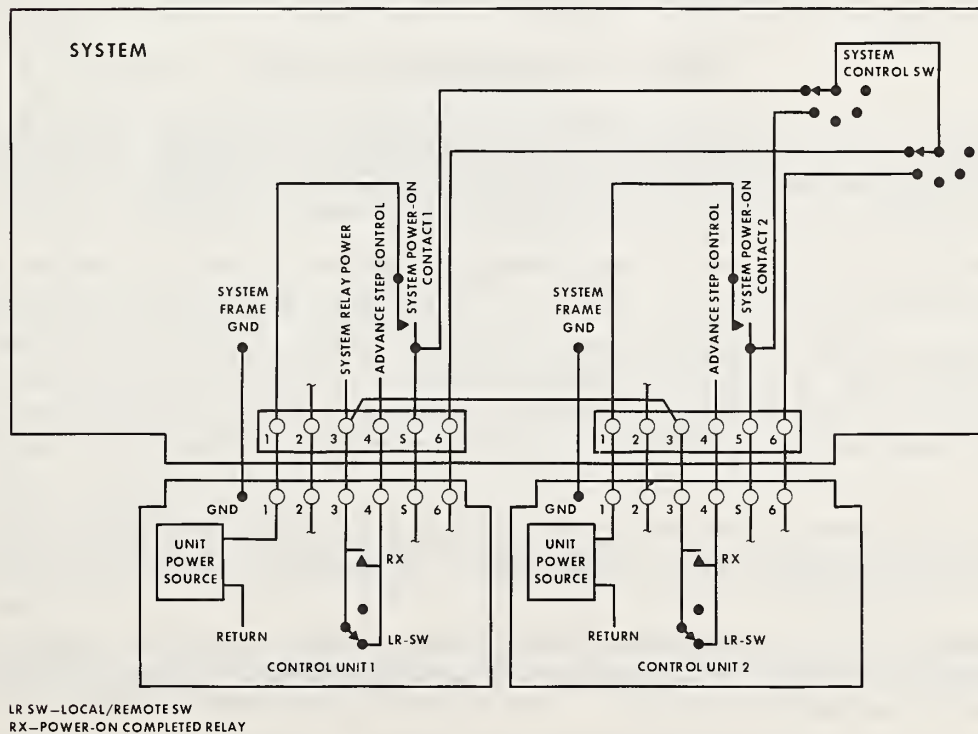 SYSTEM
SYSTEM
CONTROL SW
SYSTEM
FRAME
GND
SYSTEM RELAY POWER
ADVANCE STEP CONTROL
SYSTEM POWER-ON
CONTACT 1
SYSTEM
FRAME
GND
ADVANCE STEP CONTROL
SYSTEM POWER-ON
CONTACT 2
1 2 3 4 S 6
1 2 3 4 5 6
GND 1 2 3 4 S 6
GND 1 2 3 4 S 6
UNIT
POWER
SOURCE
RX
RETURN
LR-SW
CONTROL UNIT 1
UNIT
POWER
SOURCE
RX
RETURN
LR-SW
CONTROL UNIT 2
LR SW—LOCAL/REMOTE SW
RX—POWER-ON COMPLETED RELAY